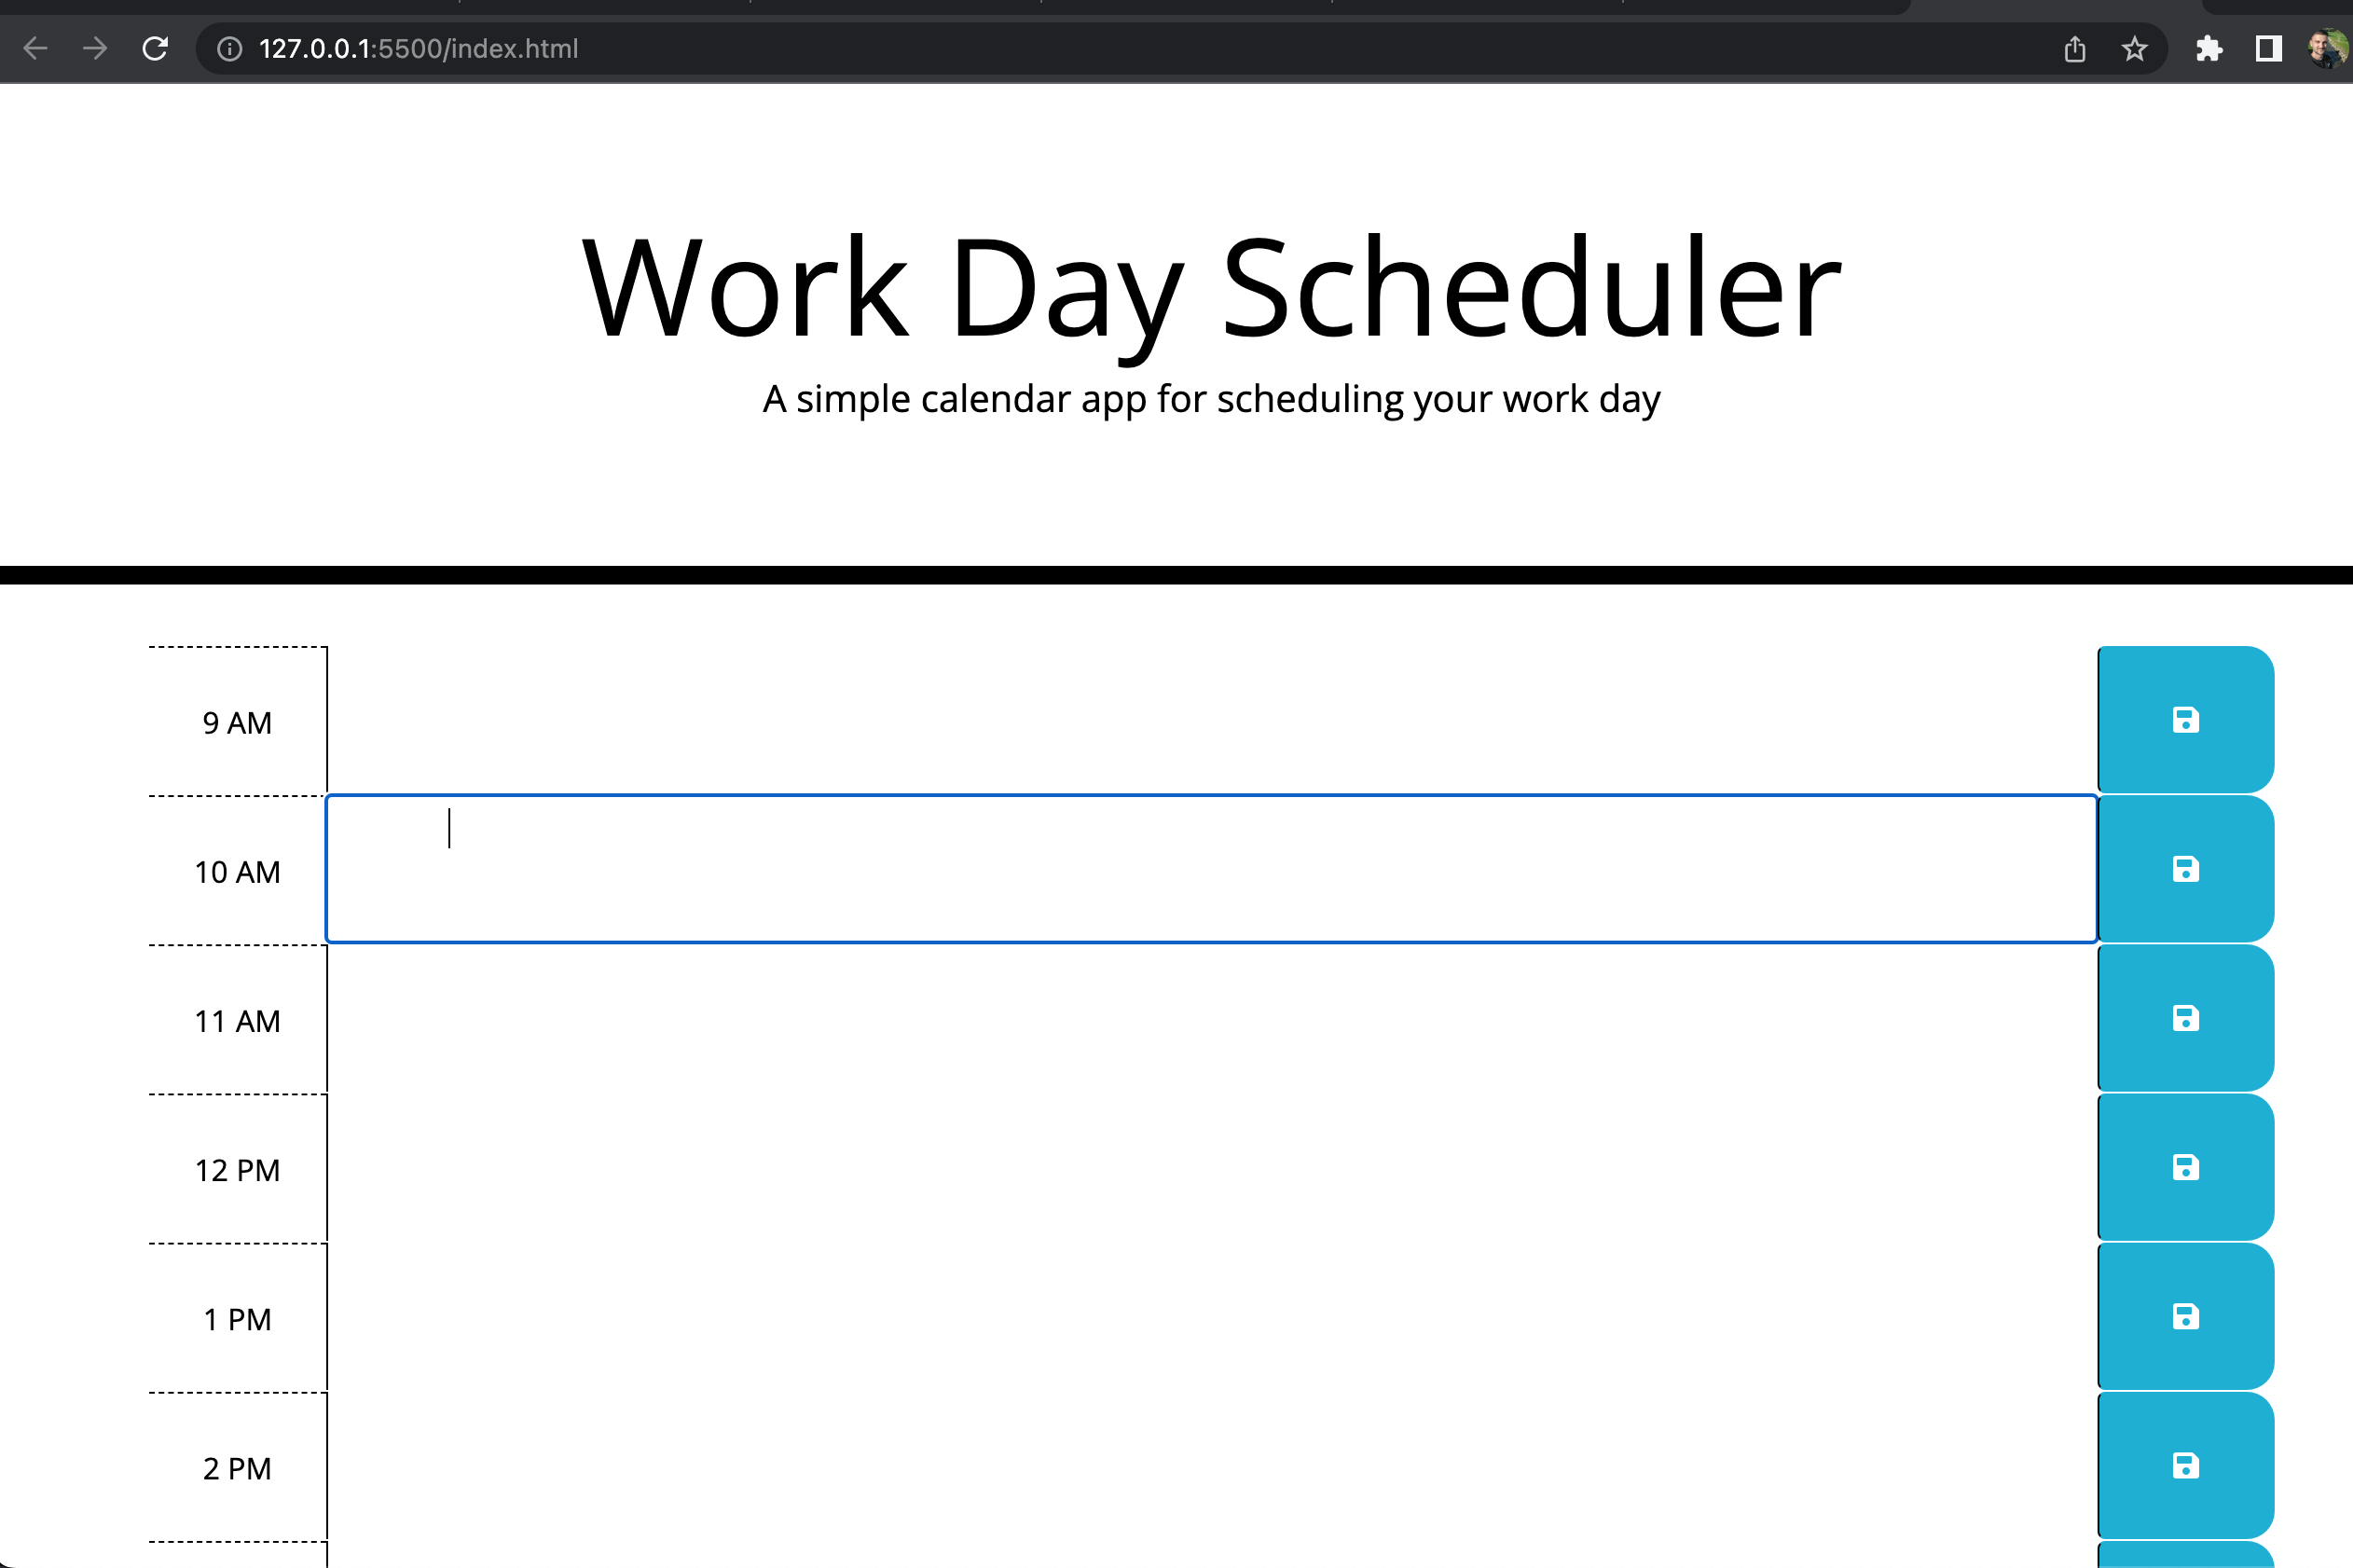 127.0.0.1:5500/index.html
Work Day Scheduler
A simple calendar app for scheduling your work day
9 AM
10 AM
11 AM
12 PM
1 PM
2 PM